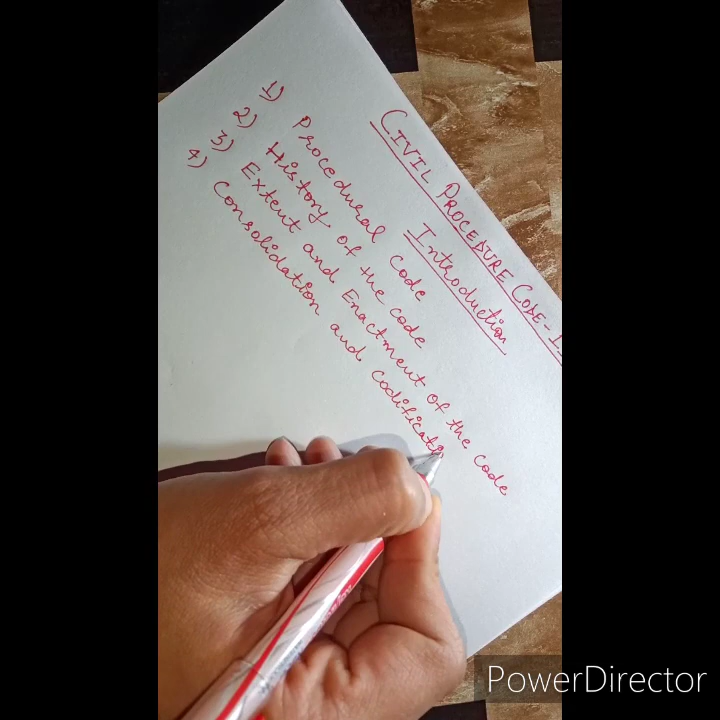 CIVIL PROCEDURE CODE - I
Introduction
1) Procedural code
2) History of the code
3) Extent and Enactment of the code
4) Consolidation and codificatio
PowerDirector